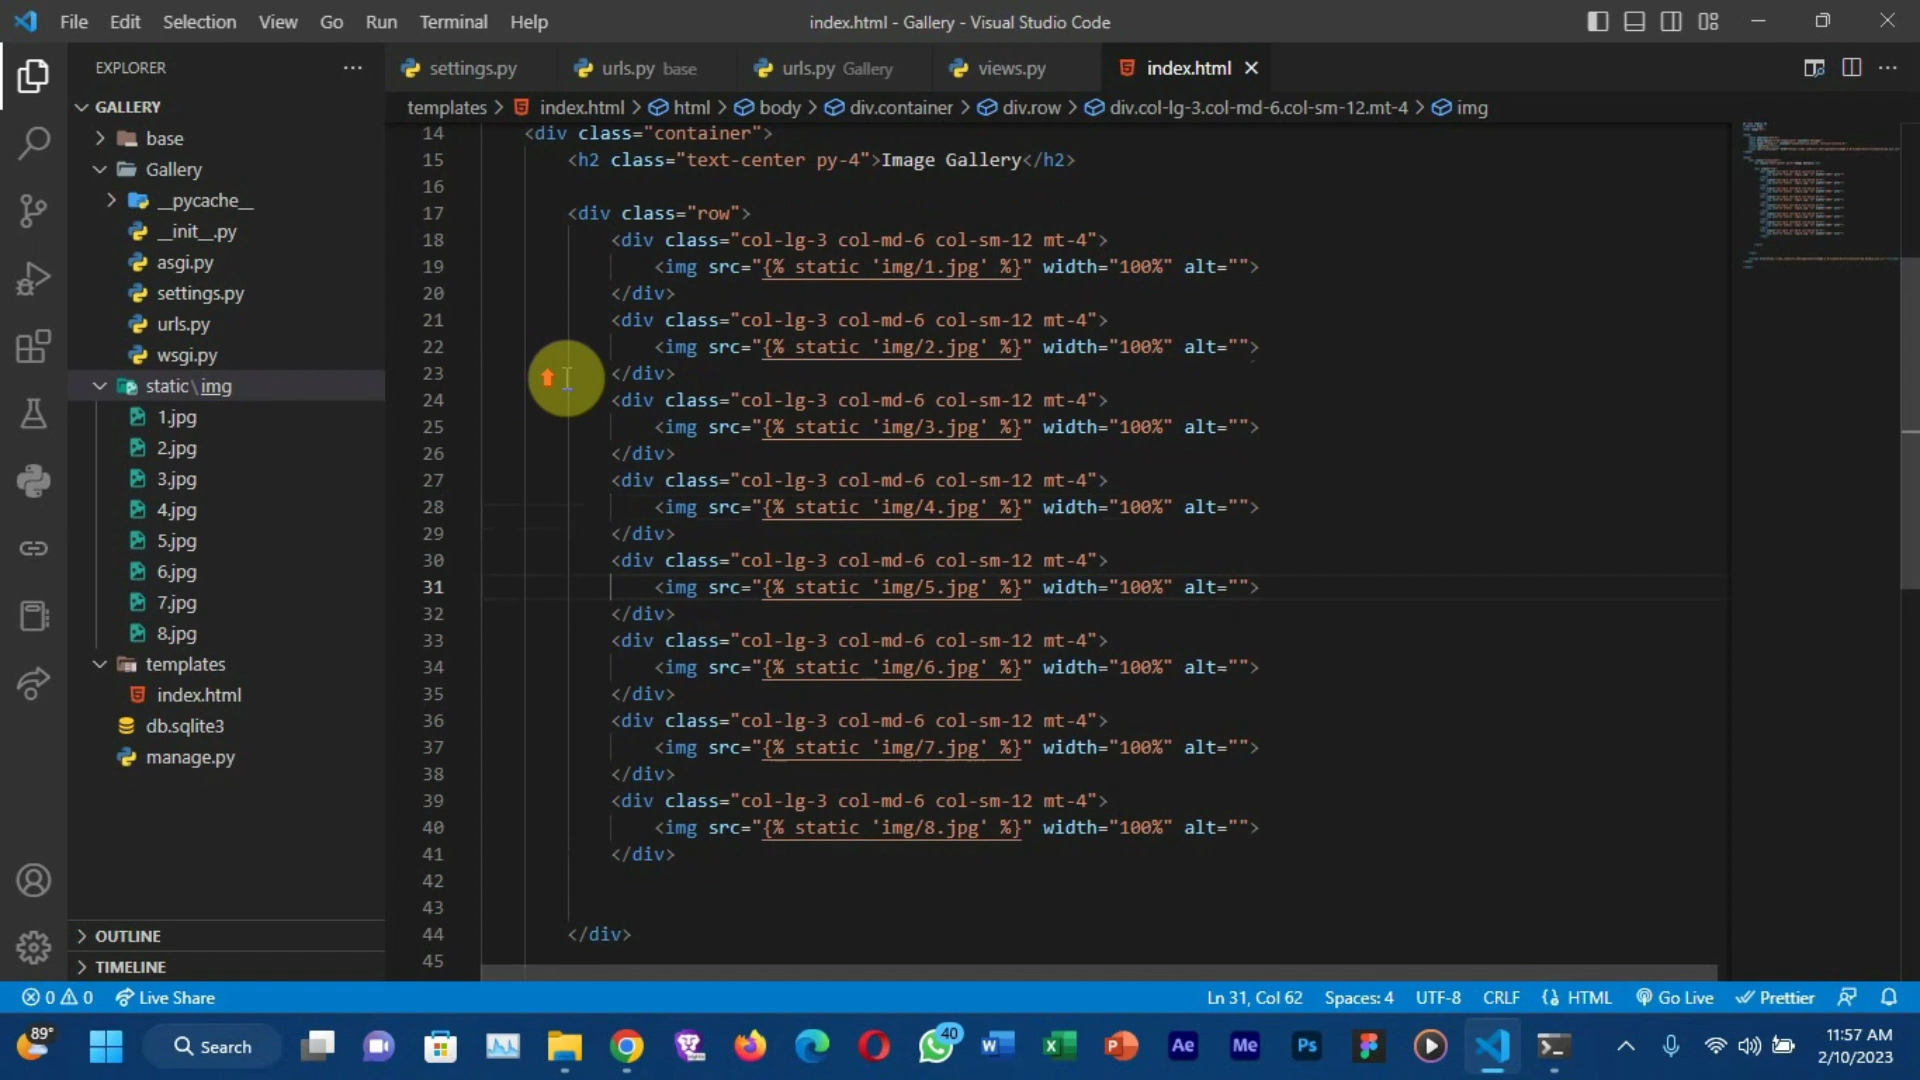 File Edit Selection View Go Run Terminal Help
index.html - Gallery - Visual Studio Code
EXPLORER
settings.py
urls.py base
urls.py Gallery
views.py
index.html
templates > index.html > html > body > div.container > div.row > div.col-lg-3.col-md-6.col-sm-12.mt-4 > img
GALLERY
base
Gallery
__pycache__
__init__.py
asgi.py
settings.py
urls.py
wsgi.py
static\img
1.jpg
2.jpg
3.jpg
4.jpg
5.jpg
6.jpg
7.jpg
8.jpg
templates
index.html
db.sqlite3
manage.py
OUTLINE
TIMELINE
14 <div class="container">
15 <h2 class="text-center py-4">Image Gallery</h2>
16
17 <div class="row">
18 <div class="col-lg-3 col-md-6 col-sm-12 mt-4">
19 <img src="{% static 'img/1.jpg' %}" width="100%" alt="">
20 </div>
21 <div class="col-lg-3 col-md-6 col-sm-12 mt-4">
22 <img src="{% static 'img/2.jpg' %}" width="100%" alt="">
23 </div>
24 <div class="col-lg-3 col-md-6 col-sm-12 mt-4">
25 <img src="{% static 'img/3.jpg' %}" width="100%" alt="">
26 </div>
27 <div class="col-lg-3 col-md-6 col-sm-12 mt-4">
28 <img src="{% static 'img/4.jpg' %}" width="100%" alt="">
29 </div>
30 <div class="col-lg-3 col-md-6 col-sm-12 mt-4">
31 <img src="{% static 'img/5.jpg' %}" width="100%" alt="">
32 </div>
33 <div class="col-lg-3 col-md-6 col-sm-12 mt-4">
34 <img src="{% static 'img/6.jpg' %}" width="100%" alt="">
35 </div>
36 <div class="col-lg-3 col-md-6 col-sm-12 mt-4">
37 <img src="{% static 'img/7.jpg' %}" width="100%" alt="">
38 </div>
39 <div class="col-lg-3 col-md-6 col-sm-12 mt-4">
40 <img src="{% static 'img/8.jpg' %}" width="100%" alt="">
41 </div>
42
43
44 </div>
45
0 0 Live Share
Ln 31, Col 62 Spaces: 4 UTF-8 CRLF HTML Go Live Prettier
89°
Search
40
W
X
P
Ae
Me
Ps
11:57 AM
2/10/2023